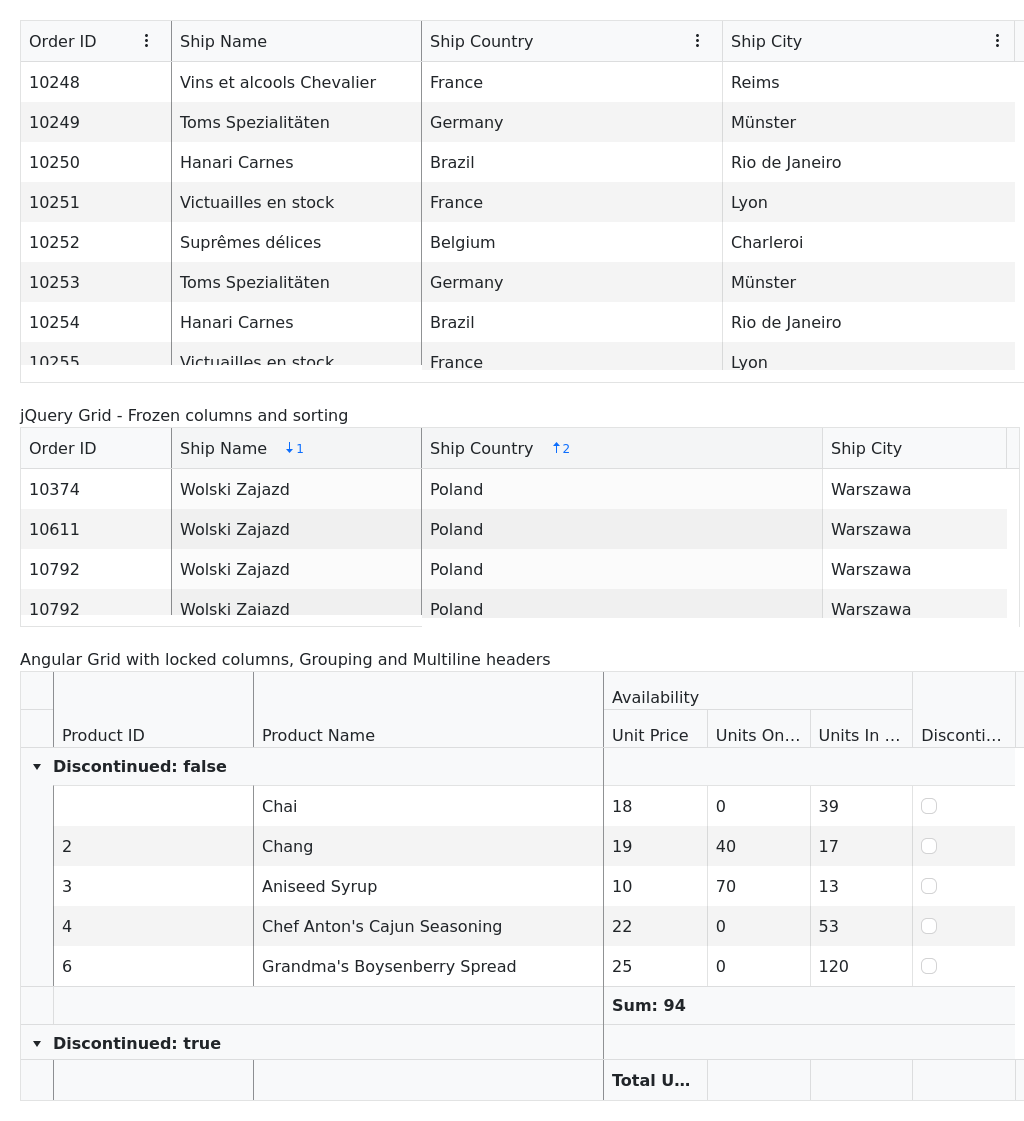 Order ID Ship Name Ship Country Ship City
10248 Vins et alcools Chevalier France Reims
10249 Toms Spezialitäten Germany Münster
10250 Hanari Carnes Brazil Rio de Janeiro
10251 Victuailles en stock France Lyon
10252 Suprêmes délices Belgium Charleroi
10253 Toms Spezialitäten Germany Münster
10254 Hanari Carnes Brazil Rio de Janeiro
10255 Victuailles en stock France Lyon
jQuery Grid - Frozen columns and sorting
Order ID Ship Name 1 Ship Country 2 Ship City
10374 Wolski Zajazd Poland Warszawa
10611 Wolski Zajazd Poland Warszawa
10792 Wolski Zajazd Poland Warszawa
10792 Wolski Zajazd Poland Warszawa
Angular Grid with locked columns, Grouping and Multiline headers
Availability
Product ID Product Name Unit Price Units On... Units In ... Disconti...
Discontinued: false
Chai 18 0 39
2 Chang 19 40 17
3 Aniseed Syrup 10 70 13
4 Chef Anton's Cajun Seasoning 22 0 53
6 Grandma's Boysenberry Spread 25 0 120
Sum: 94
Discontinued: true
Total U...